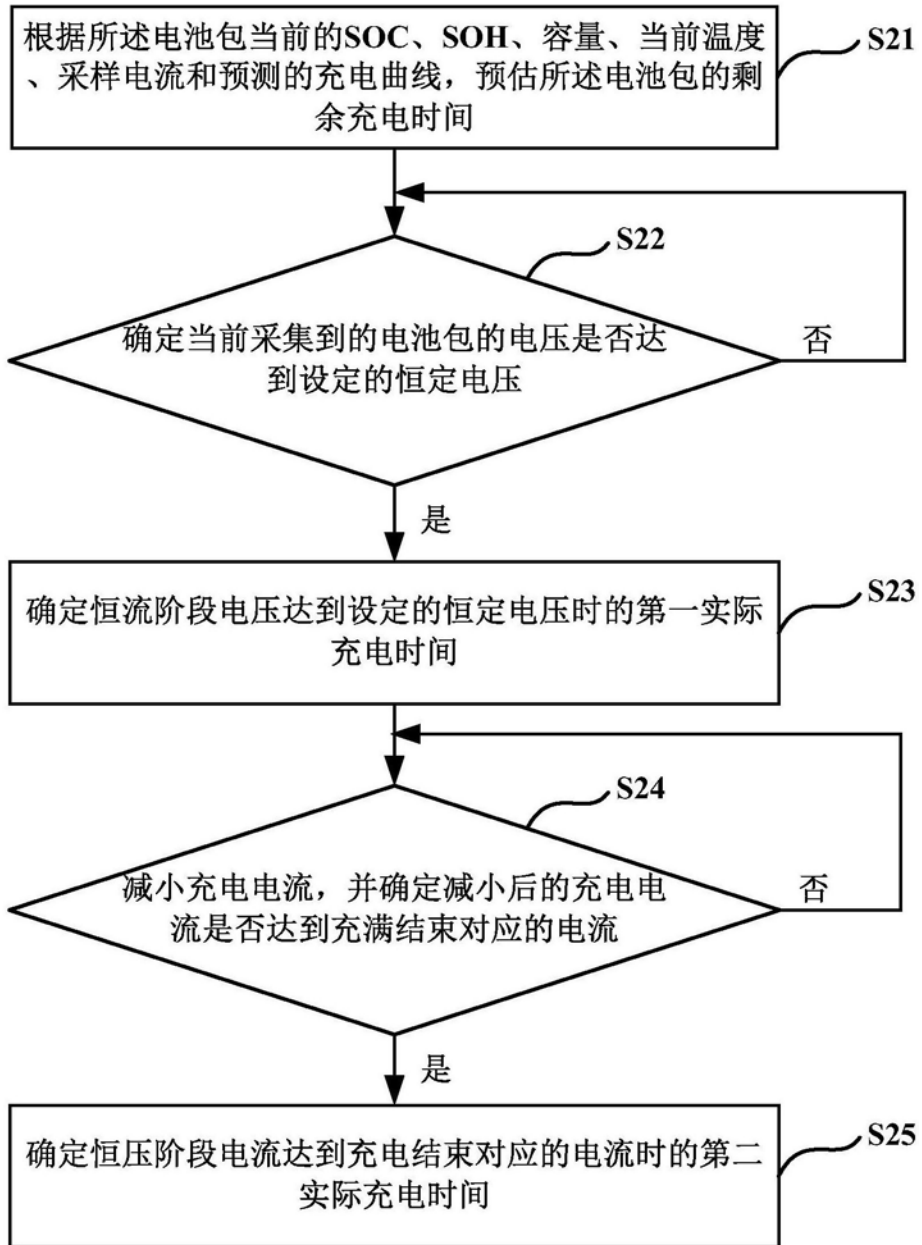 根据所述电池包当前的SOC、SOH、容量、当前温度
、采样电流和预测的充电曲线，预估所述电池包的剩
余充电时间
S21
S22
确定当前采集到的电池包的电压是否达
到设定的恒定电压
否
是
确定恒流阶段电压达到设定的恒定电压时的第一实际
充电时间
S23
S24
减小充电电流，并确定减小后的充电电
流是否达到充满结束对应的电流
否
是
确定恒压阶段电流达到充电结束对应的电流时的第二
实际充电时间
S25